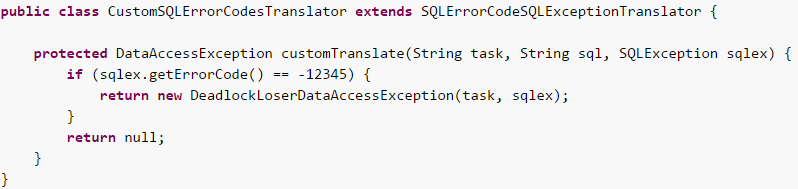 public class CustomSQLErrorCodesTranslator extends SQLErrorCodeSQLExceptionTranslator {
protected DataAccessException customTranslate(String task, String sql, SQLException sqlex) {
if (sqlex.getErrorCode() == -12345) {
return new DeadlockLoserDataAccessException(task, sqlex);
}
return null;
}
}